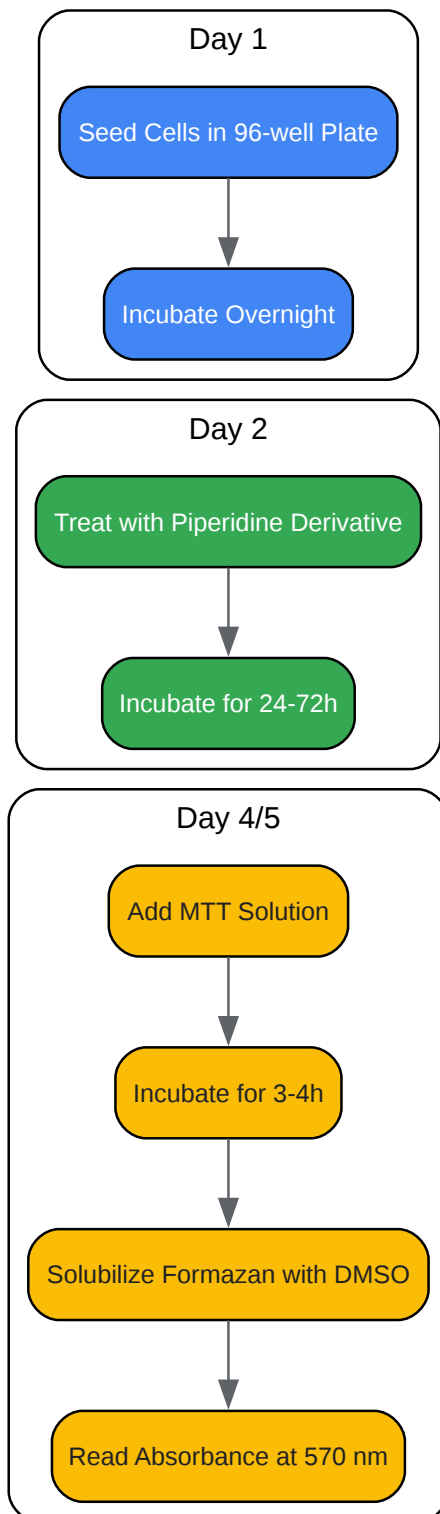 Day 1
Seed Cells in 96-well Plate
Incubate Overnight
Day 2
Treat with Piperidine Derivative
Incubate for 24-72h
Day 4/5
Add MTT Solution
Incubate for 3-4h
Solubilize Formazan with DMSO
Read Absorbance at 570 nm